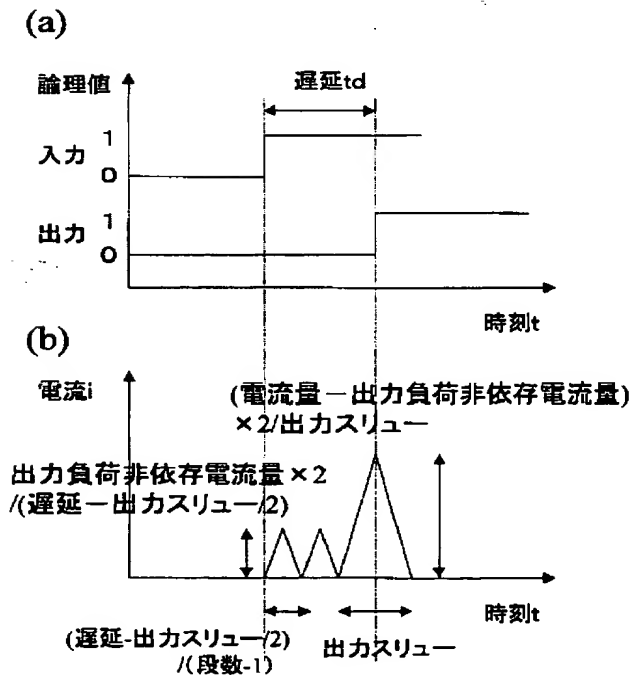 (a)
論理値
遅延td
1
入力
0
1
出力
0
時刻t
(b)
電流i
(電流量－出力負荷非依存電流量)
×2/出力スリュー
出力負荷非依存電流量×2
/(遅延－出力スリュー/2)
時刻t
(遅延-出力スリュー/2)
/(段数-1)
出力スリュー